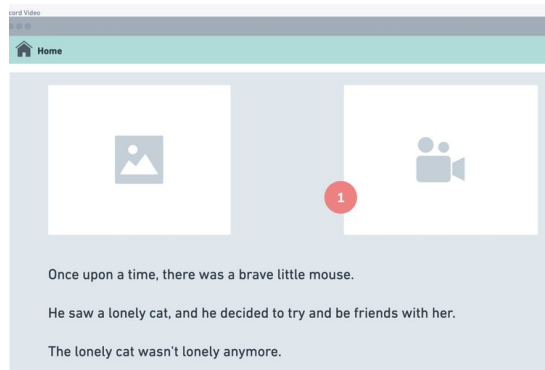 cord Video
Home
1
Once upon a time, there was a brave little mouse.
He saw a lonely cat, and he decided to try and be friends with her.
The lonely cat wasn't lonely anymore.